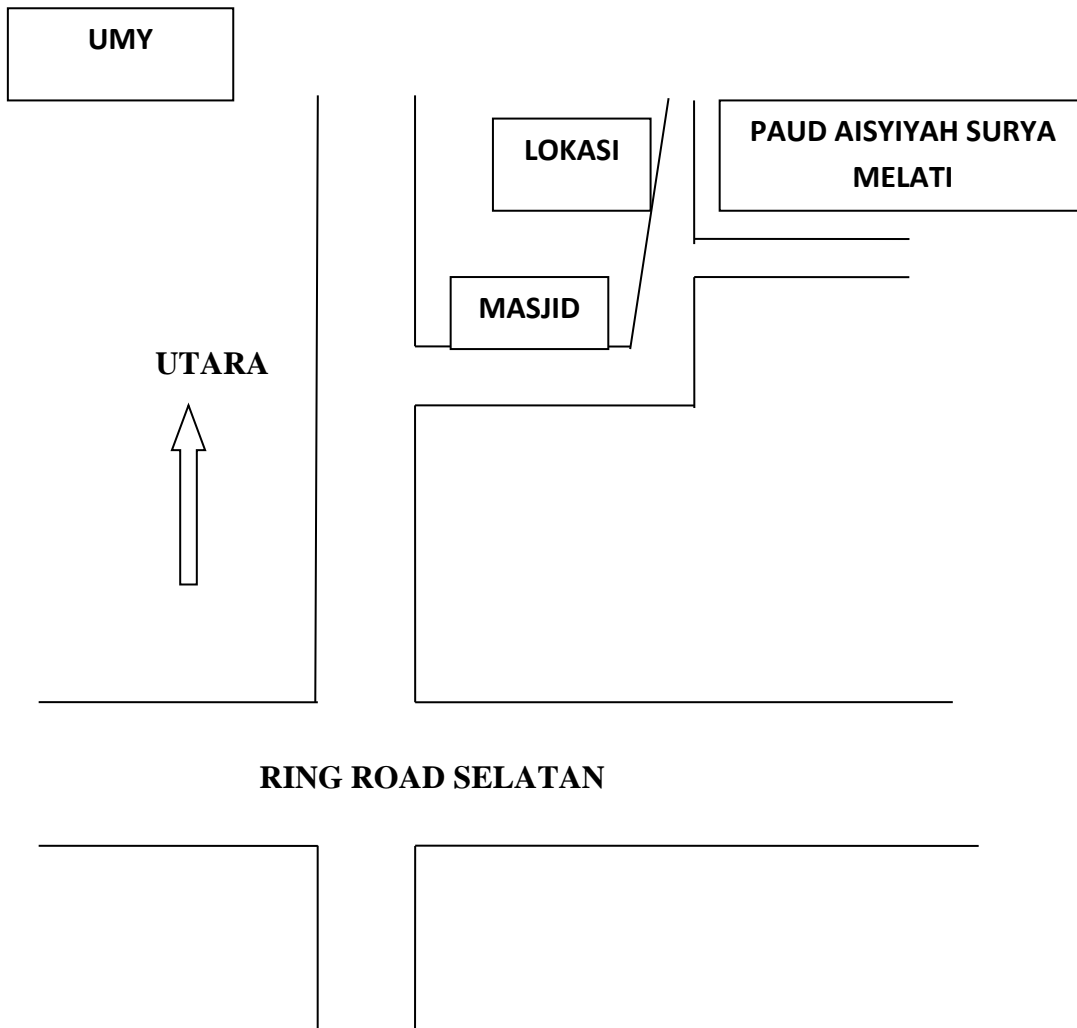 UMY
LOKASI
PAUD AISYIYAH SURYA
MELATI
MASJID
UTARA
RING ROAD SELATAN